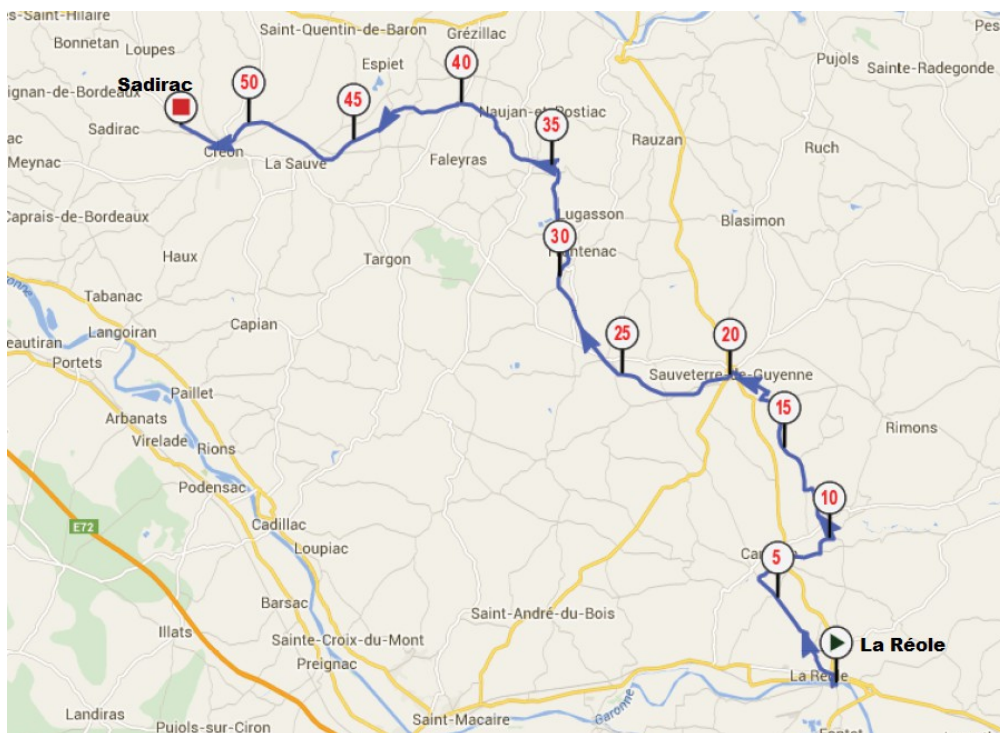 es-Saint-Hilaire
Saint-Quentin-de-Baron
Grézillac
Bonnetan
Loupes
Pujols
Sainte-Radegonde
Espiet
40
50
Sadirac
ignan-de-Bordeaux
45
Naujan-et-Postiac
35
Sadirac
Rauzan
Ruch
Créon
Meynac
La Sauve
Faleyras
Caprais-de-Bordeaux
Lugasson
Blasimon
30
Haux
Targon
Tabanac
Langoiran
Capian
25
20
eautiran
Portets
Sauveterre-de-Guyenne
Paillet
15
Arbanats
Rimons
Virelade
Rions
Podensac
10
E72
Cadillac
Loupiac
5
Barsac
Saint-André-du-Bois
Illats
Sainte-Croix-du-Mont
La Réole
Preignac
La Réole
Garonne
Landiras
Saint-Macaire
Pujols-sur-Ciron